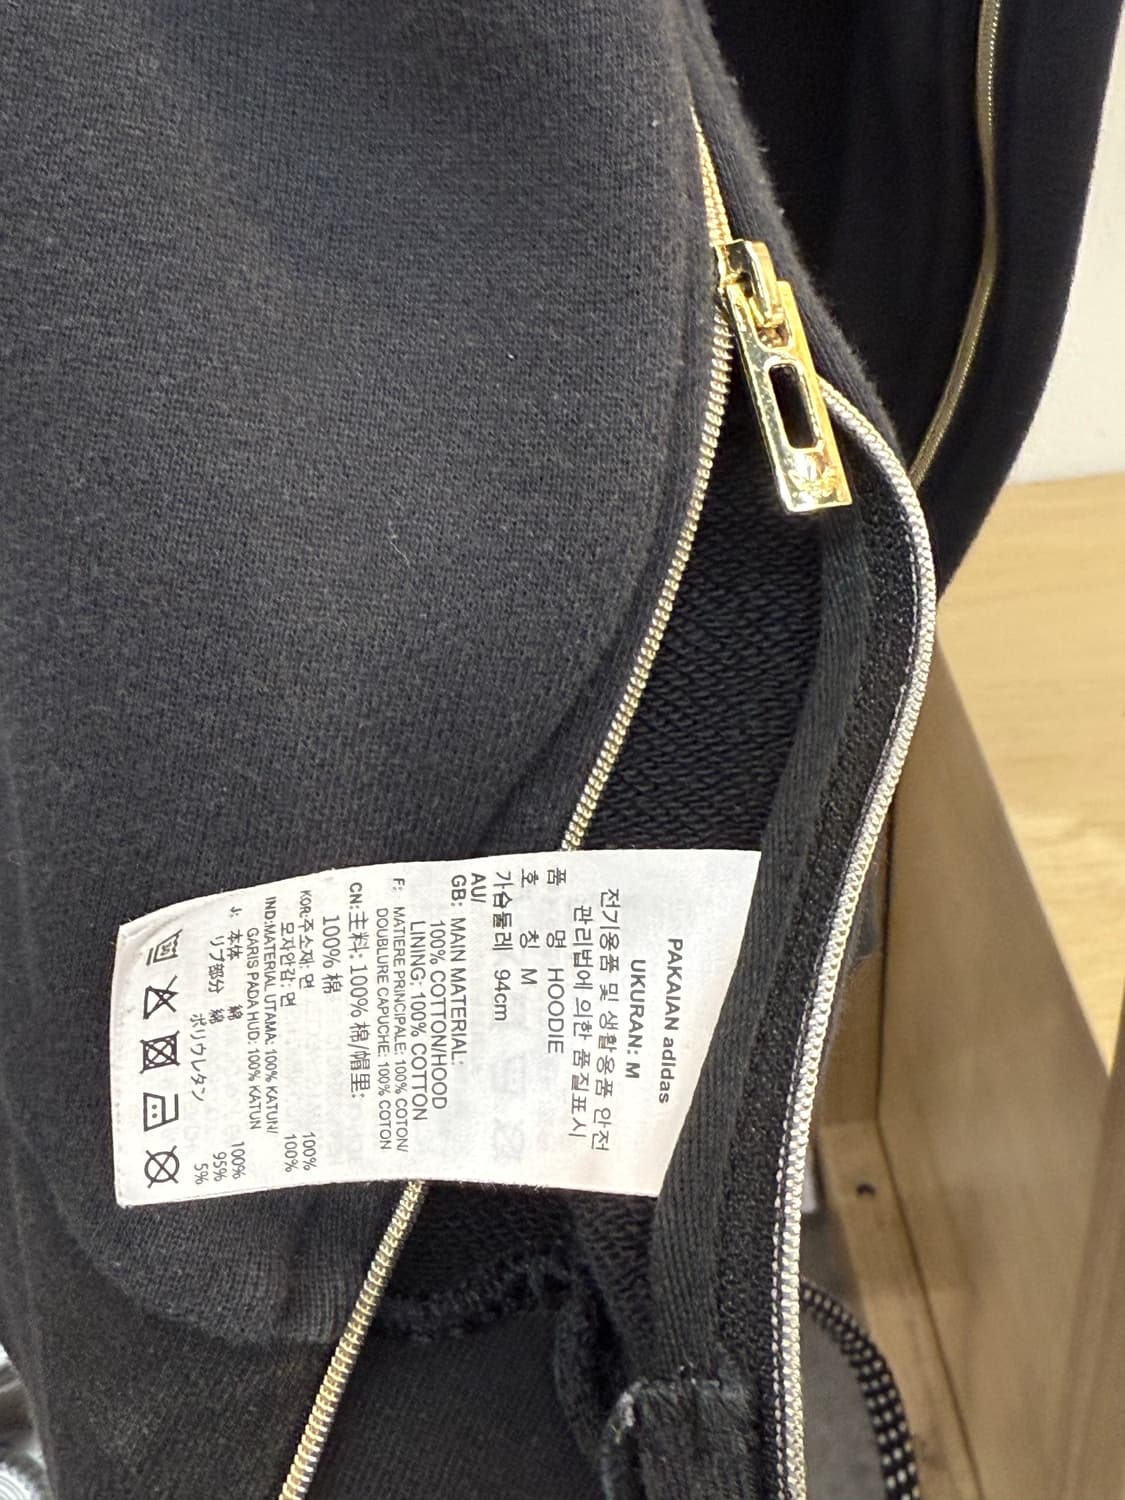 PAKAIAN adidas
UKURAN: M
전기용품 및 생활용품 안전
관리법에 의한 품질표시
품 명 HOODIE
호 칭 M
가슴둘레 94cm
AU/
GB: MAIN MATERIAL:
100% COTTON/HOOD
LINING: 100% COTTON
F: MATIERE PRINCIPALE: 100% COTON/
DOUBLURE CAPUCHE: 100% COTON
CN:主料: 100% 棉/帽里:
100% 棉
KOR:주소재: 면 100%
모자안감: 면 100%
IND:MATERIAL UTAMA: 100% KATUN/
GARIS PADA HUD: 100% KATUN
J: 本体 綿 100%
リブ部分 綿 95%
ポリウレタン 5%